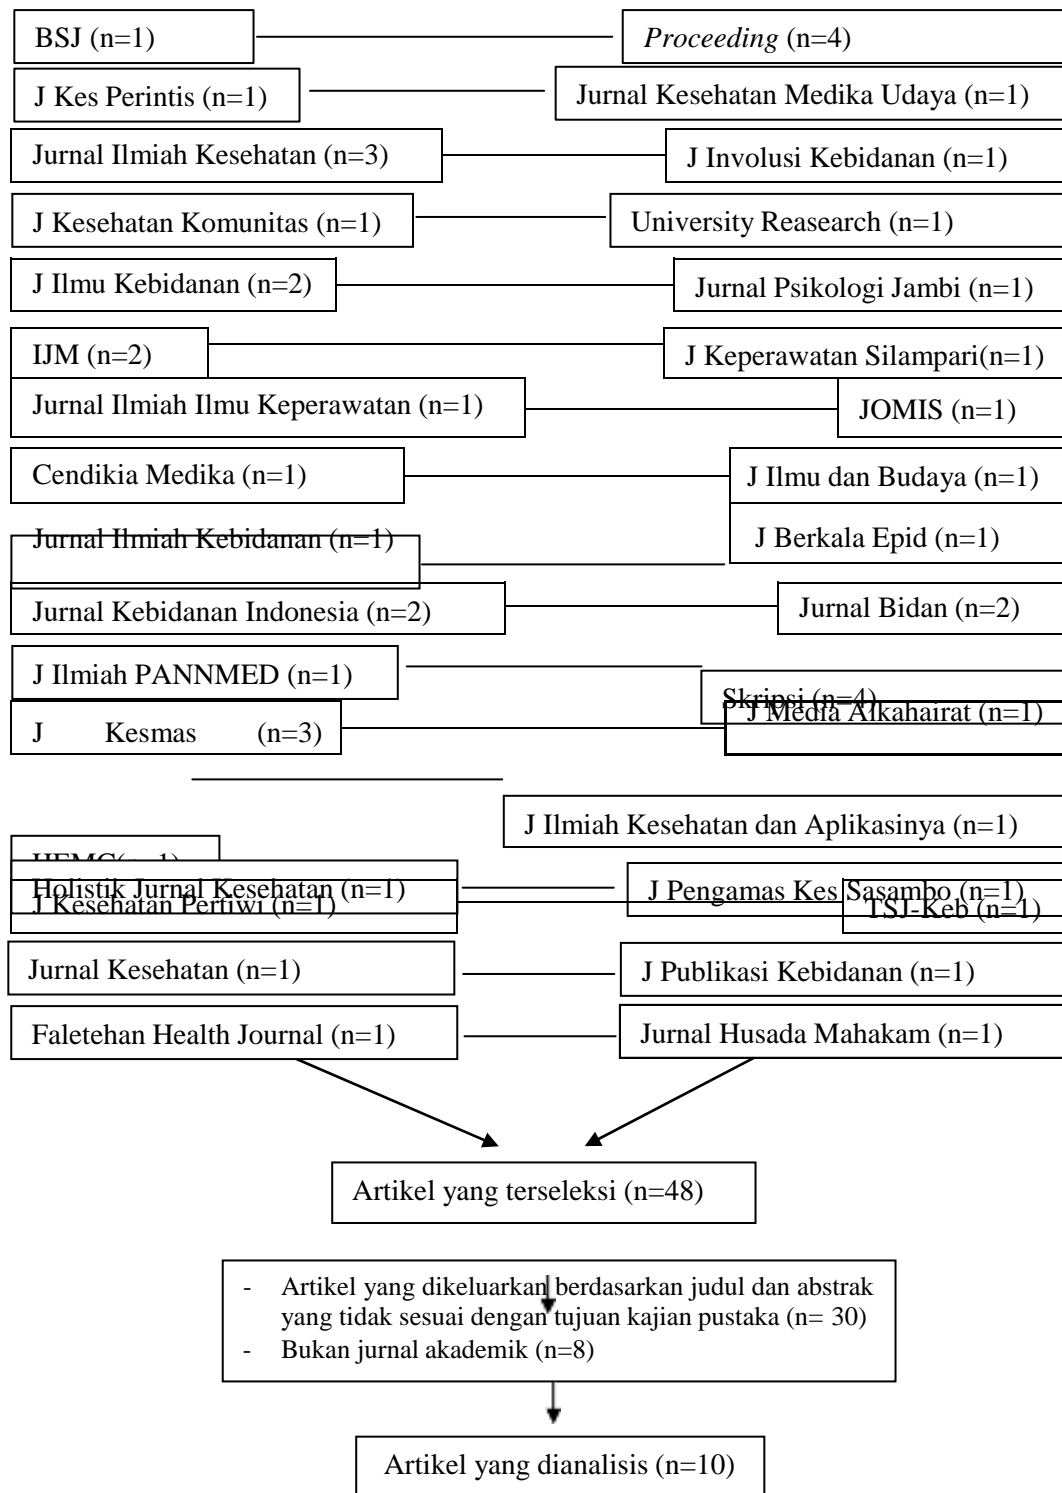 BSJ (n=1)
Proceeding (n=4)
J Kes Perintis (n=1)
Jurnal Kesehatan Medika Udaya (n=1)
Jurnal Ilmiah Kesehatan (n=3)
J Involusi Kebidanan (n=1)
J Kesehatan Komunitas (n=1)
University Reasearch (n=1)
J Ilmu Kebidanan (n=2)
Jurnal Psikologi Jambi (n=1)
IJM (n=2)
J Keperawatan Silampari(n=1)
Jurnal Ilmiah Ilmu Keperawatan (n=1)
JOMIS (n=1)
Cendikia Medika (n=1)
J Ilmu dan Budaya (n=1)
Jurnal Ilmiah Kebidanan (n=1)
J Berkala Epid (n=1)
Jurnal Kebidanan Indonesia (n=2)
Jurnal Bidan (n=2)
J Ilmiah PANNMED (n=1)
Skripsi (n=4)
J Kesmas (n=3)
J Media Alkahairat (n=1)
J Ilmiah Kesehatan dan Aplikasinya (n=1)
Holistik Jurnal Kesehatan (n=1)
J Pengamas Kes Sasambo (n=1)
J Kesehatan Pertiwi (n=1)
TSJ-Keb (n=1)
Jurnal Kesehatan (n=1)
J Publikasi Kebidanan (n=1)
Faletehan Health Journal (n=1)
Jurnal Husada Mahakam (n=1)
Artikel yang terseleksi (n=48)
- Artikel yang dikeluarkan berdasarkan judul dan abstrak
yang tidak sesuai dengan tujuan kajian pustaka (n= 30)
- Bukan jurnal akademik (n=8)
Artikel yang dianalisis (n=10)